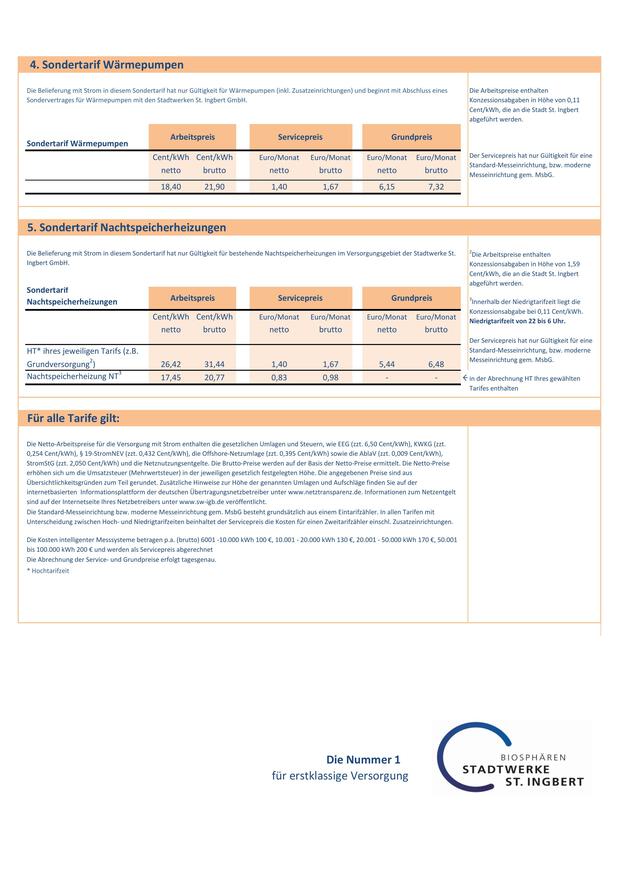 4. Sondertarif Wärmepumpen
Die Belieferung mit Strom in diesem Sondertarif hat nur Gültigkeit für Wärmepumpen (inkl. Zusatzeinrichtungen) und beginnt mit Abschluss eines
Sondervertrages für Wärmepumpen mit den Stadtwerken St. Ingbert GmbH.
Die Arbeitspreise enthalten
Konzessionsabgaben in Höhe von 0,11
Cent/kWh, die an die Stadt St. Ingbert
abgeführt werden.
Sondertarif Wärmepumpen Arbeitspreis Servicepreis Grundpreis
Cent/kWh Cent/kWh Euro/Monat Euro/Monat Euro/Monat Euro/Monat
netto brutto netto brutto netto brutto
18,40 21,90 1,40 1,67 6,15 7,32
Der Servicepreis hat nur Gültigkeit für eine
Standard-Messeinrichtung, bzw. moderne
Messeinrichtung gem. MsbG.
5. Sondertarif Nachtspeicherheizungen
Die Belieferung mit Strom in diesem Sondertarif hat nur Gültigkeit für bestehende Nachtspeicherheizungen im Versorgungsgebiet der Stadtwerke St.
Ingbert GmbH.
²Die Arbeitspreise enthalten
Konzessionsabgaben in Höhe von 1,59
Cent/kWh, die an die Stadt St. Ingbert
abgeführt werden.
³Innerhalb der Niedrigtarifzeit liegt die
Konzessionsabgabe bei 0,11 Cent/kWh.
Niedrigtarifzeit von 22 bis 6 Uhr.
Der Servicepreis hat nur Gültigkeit für eine
Standard-Messeinrichtung, bzw. moderne
Messeinrichtung gem. MsbG.
Sondertarif
Nachtspeicherheizungen Arbeitspreis Servicepreis Grundpreis
Cent/kWh Cent/kWh Euro/Monat Euro/Monat Euro/Monat Euro/Monat
netto brutto netto brutto netto brutto
HT* ihres jeweiligen Tarifs (z.B.
Grundversorgung²) 26,42 31,44 1,40 1,67 5,44 6,48
Nachtspeicherheizung NT³ 17,45 20,77 0,83 0,98 - -
← in der Abrechnung HT Ihres gewählten
Tarifes enthalten
Für alle Tarife gilt:
Die Netto-Arbeitspreise für die Versorgung mit Strom enthalten die gesetzlichen Umlagen und Steuern, wie EEG (zzt. 6,50 Cent/kWh), KWKG (zzt.
0,254 Cent/kWh), § 19-StromNEV (zzt. 0,432 Cent/kWh), die Offshore-Netzumlage (zzt. 0,395 Cent/kWh) sowie die AblaV (zzt. 0,009 Cent/kWh),
StromStG (zzt. 2,050 Cent/kWh) und die Netznutzungsentgelte. Die Brutto-Preise werden auf der Basis der Netto-Preise ermittelt. Die Netto-Preise
erhöhen sich um die Umsatzsteuer (Mehrwertsteuer) in der jeweiligen gesetzlich festgelegten Höhe. Die angegebenen Preise sind aus
Übersichtlichkeitsgründen zum Teil gerundet. Zusätzliche Hinweise zur Höhe der genannten Umlagen und Aufschläge finden Sie auf der
internetbasierten Informationsplattform der deutschen Übertragungsnetzbetreiber unter www.netztransparenz.de. Informationen zum Netzentgelt
sind auf der Internetseite Ihres Netzbetreibers unter www.sw-igb.de veröffentlicht.
Die Standard-Messeinrichtung bzw. moderne Messeinrichtung gem. MsbG besteht grundsätzlich aus einem Eintarifzähler. In allen Tarifen mit
Unterscheidung zwischen Hoch- und Niedrigtarifzeiten beinhaltet der Servicepreis die Kosten für einen Zweitarifzähler einschl. Zusatzeinrichtungen.
Die Kosten intelligenter Messsysteme betragen p.a. (brutto) 6001 -10.000 kWh 100 €, 10.001 - 20.000 kWh 130 €, 20.001 - 50.000 kWh 170 €, 50.001
bis 100.000 kWh 200 € und werden als Servicepreis abgerechnet
Die Abrechnung der Service- und Grundpreise erfolgt tagesgenau.
* Hochtarifzeit
Die Nummer 1
für erstklassige Versorgung
BIOSPHÄREN
STADTWERKE
ST. INGBERT